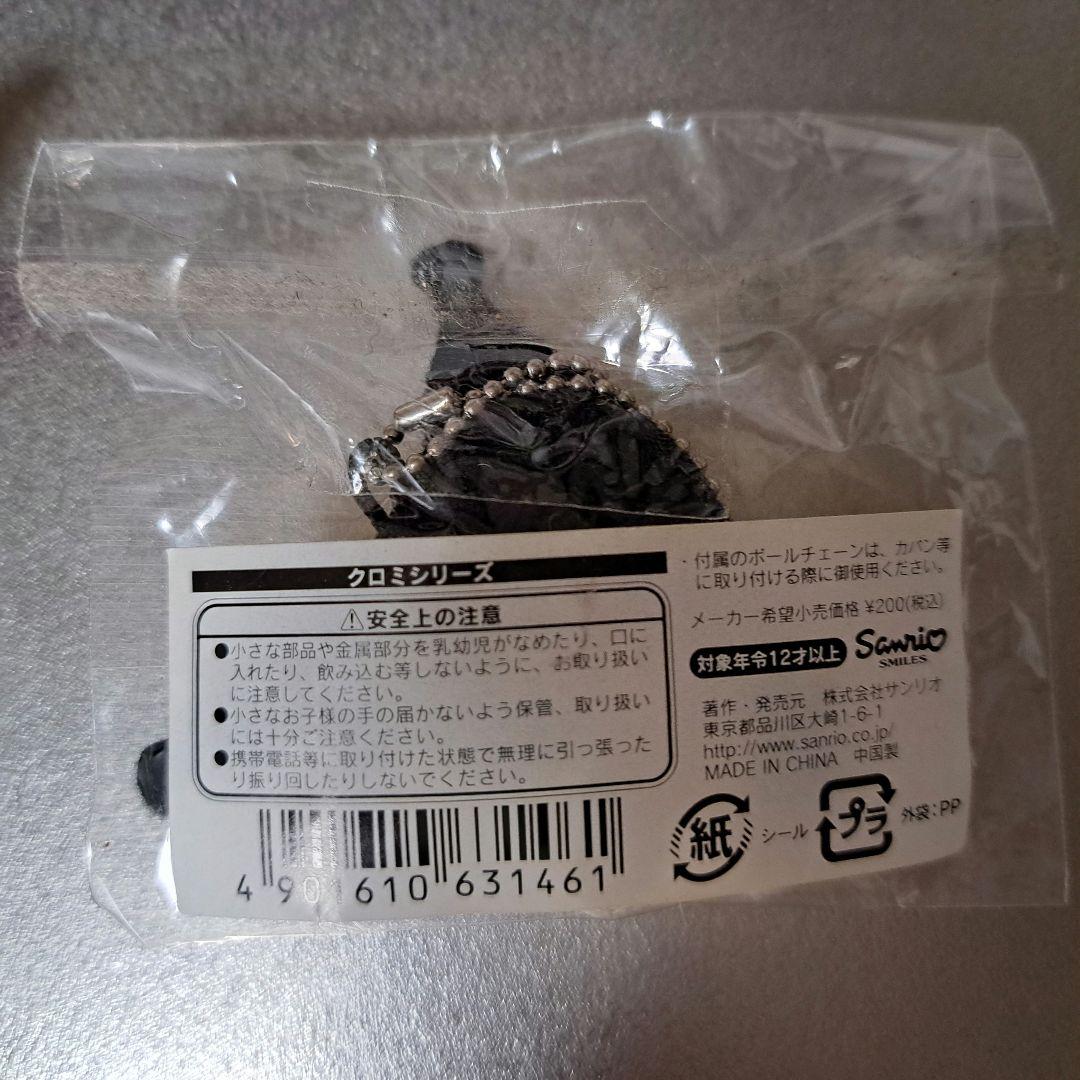 クロミシリーズ
⚠安全上の注意
●小さな部品や金属部分を乳幼児がなめたり、口に
入れたり、飲み込む等しないように、お取り扱い
に注意してください。
●小さなお子様の手の届かないよう保管、取り扱い
には十分ご注意ください。
●携帯電話等に取り付けた状態で無理に引っ張った
り振り回したりしないでください。
・付属のボールチェーンは、カバン等
に取り付ける際に御使用ください。
メーカー希望小売価格 ¥200(税込)
対象年令12才以上
Sanrio
SMILES
著作・発売元 株式会社サンリオ
東京都品川区大崎1-6-1
http://www.sanrio.co.jp/
MADE IN CHINA 中国製
紙 シール
プラ 外袋:PP
4 90 610 631461